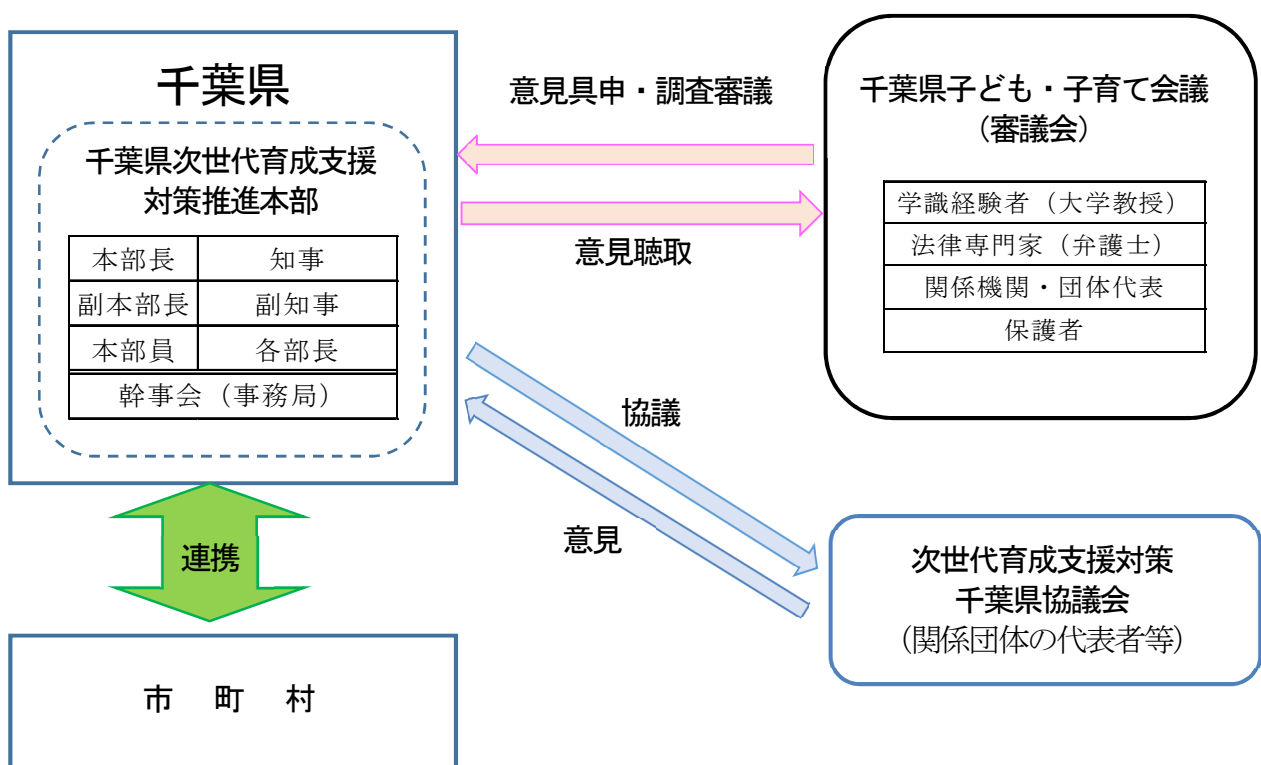 千葉県
千葉県次世代育成支援
対策推進本部
本部長 知事
副本部長 副知事
本部員 各部長
幹事会（事務局）
意見具申・調査審議
意見聴取
千葉県子ども・子育て会議
（審議会）
学識経験者（大学教授）
法律専門家（弁護士）
関係機関・団体代表
保護者
協議
意見
連携
次世代育成支援対策
千葉県協議会
（関係団体の代表者等）
市 町 村